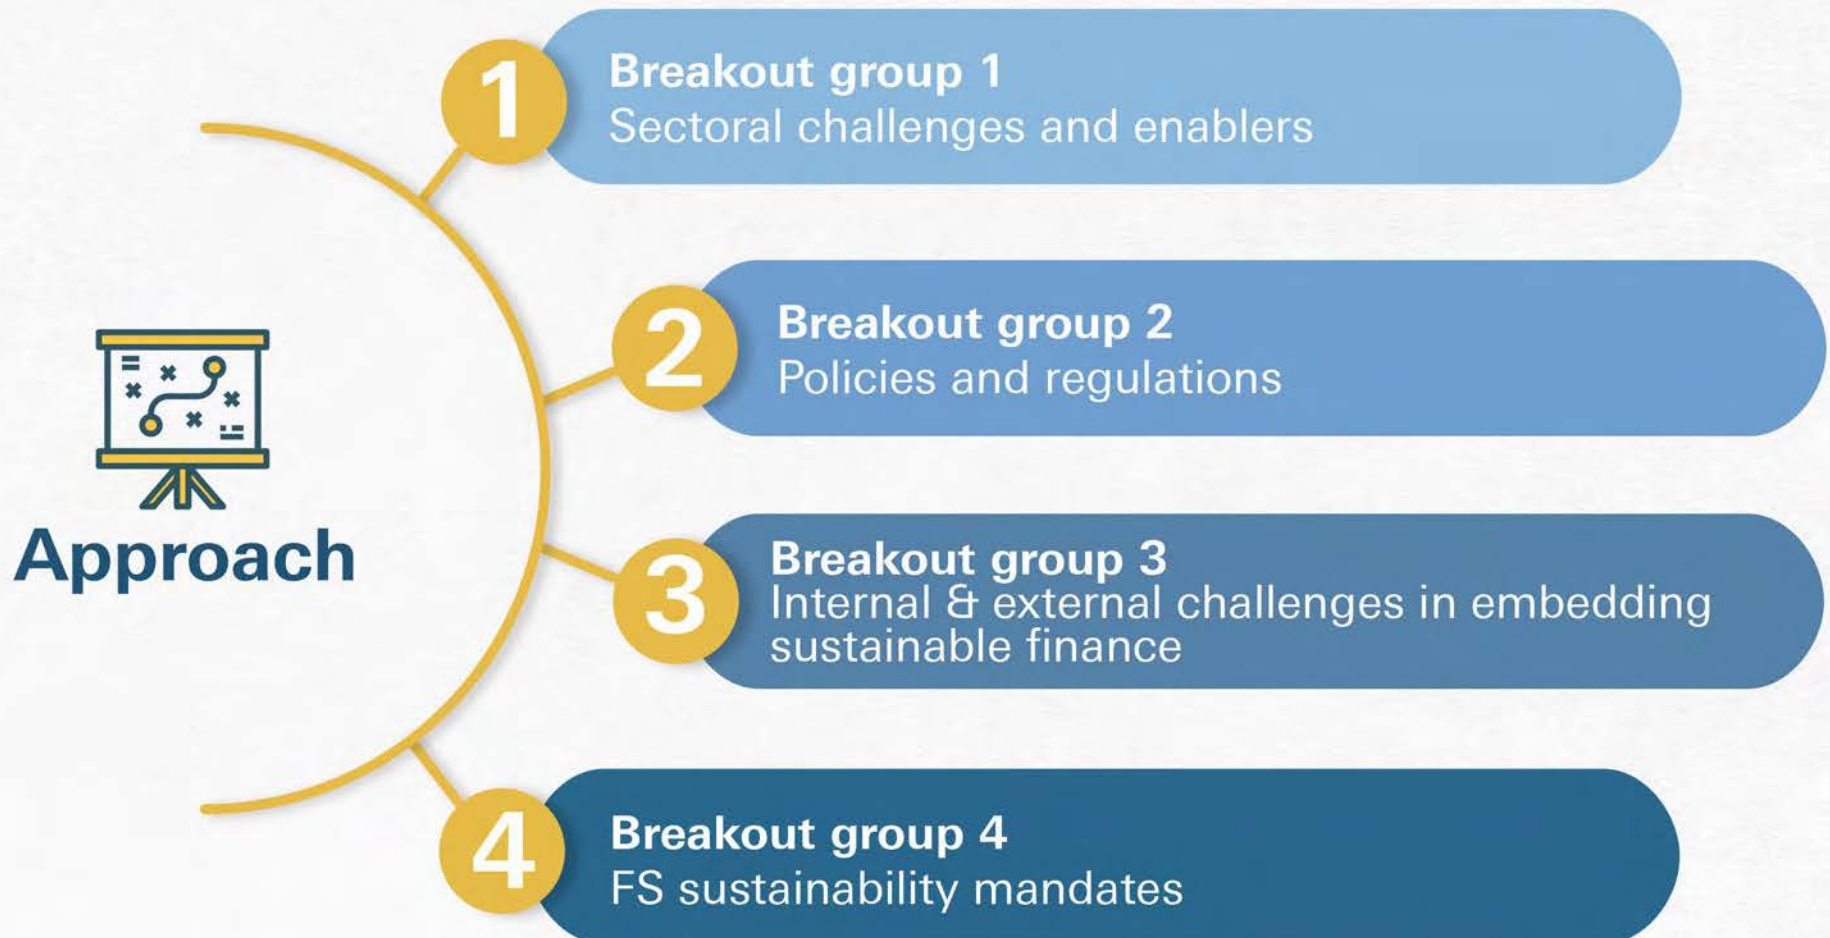 1
Breakout group 1
Sectoral challenges and enablers
2
Breakout group 2
Policies and regulations
Approach
3
Breakout group 3
Internal & external challenges in embedding
sustainable finance
4
Breakout group 4
FS sustainability mandates